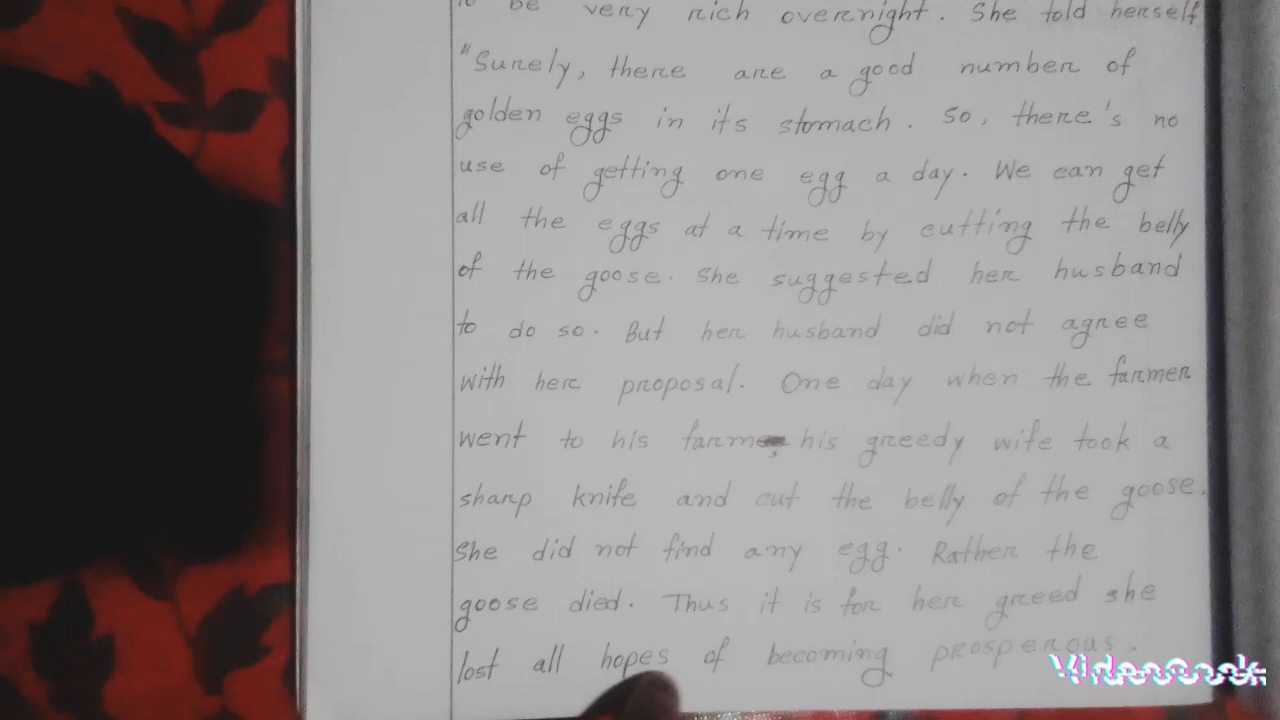 to be very rich overnight. She told herself
"Surely, there are a good number of
golden eggs in its stomach. So, there's no
use of getting one egg a day. We can get
all the eggs at a time by cutting the belly
of the goose. She suggested her husband
to do so. But her husband did not agree
with her proposal. One day when the farmer
went to his farm, his greedy wife took a
sharp knife and cut the belly of the goose.
She did not find any egg. Rather the
goose died. Thus it is for her greed she
lost all hopes of becoming prosperous.
VideoGook